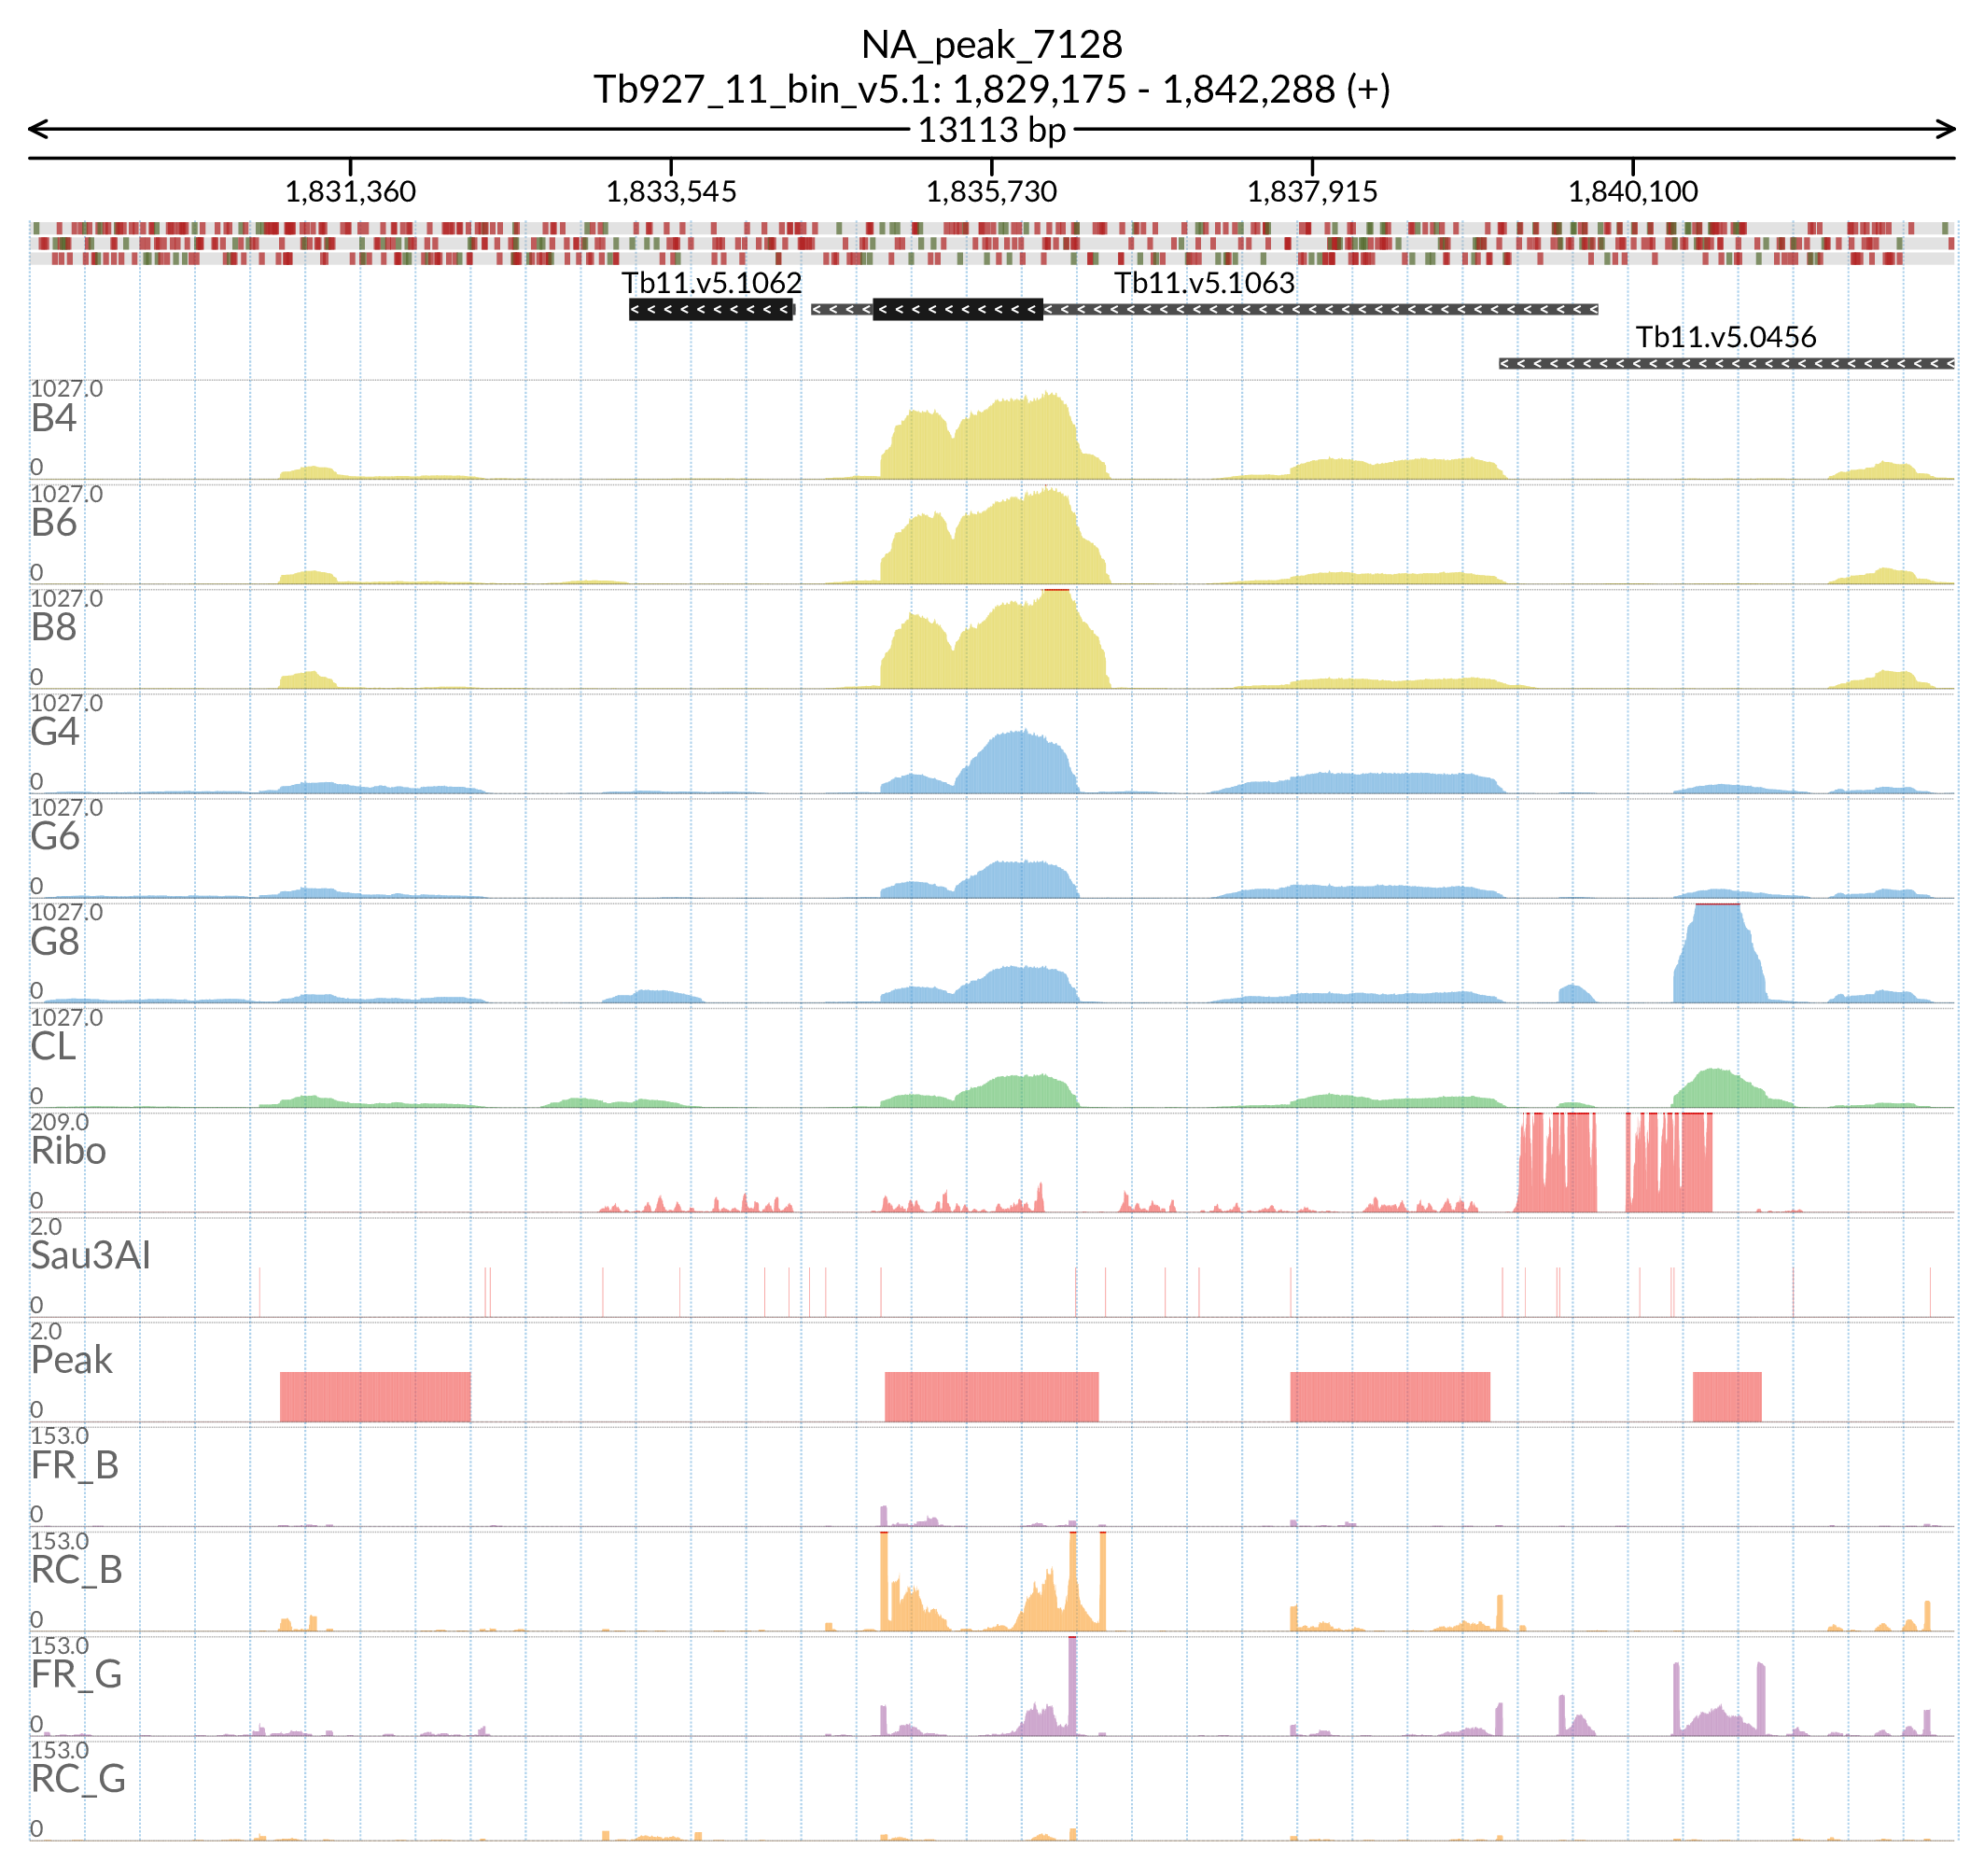 NA_peak_7128
Tb927_11_bin_v5.1: 1,829,175 - 1,842,288 (+)
13113 bp
1,831,360 1,833,545 1,835,730 1,837,915 1,840,100
Tb11.v5.1062 Tb11.v5.1063
Tb11.v5.0456
1027.0
B4
0
1027.0
B6
0
1027.0
B8
0
1027.0
G4
0
1027.0
G6
0
1027.0
G8
0
1027.0
CL
0
209.0
Ribo
0
2.0
Sau3AI
0
2.0
Peak
0
153.0
FR_B
0
153.0
RC_B
0
153.0
FR_G
0
153.0
RC_G
0